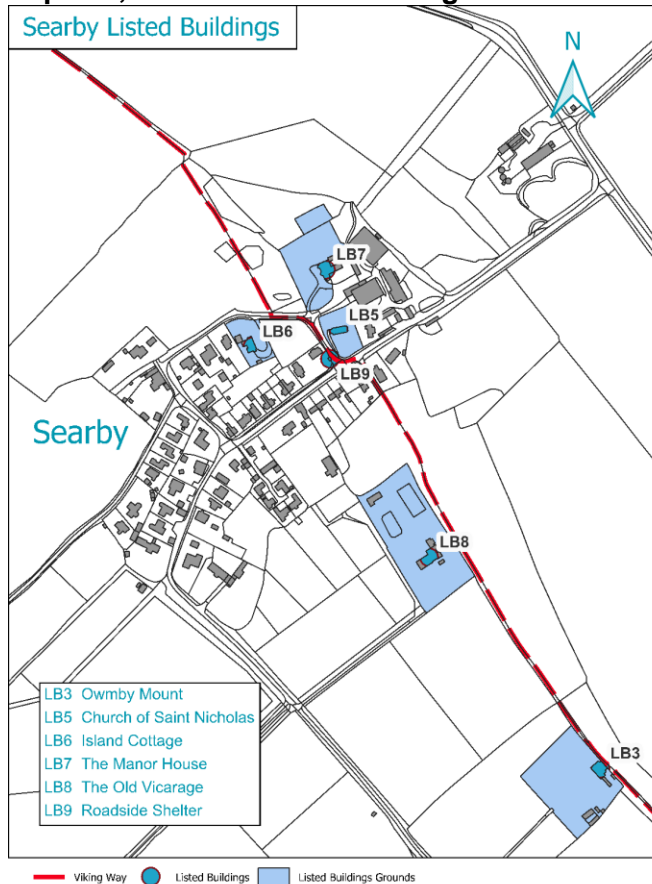 Searby Listed Buildings
N
LB7
LB5
LB6
LB9
Searby
LB8
LB3 Owmby Mount
LB5 Church of Saint Nicholas
LB6 Island Cottage
LB7 The Manor House
LB8 The Old Vicarage
LB9 Roadside Shelter
LB3
Viking Way
Listed Buildings
Listed Buildings Grounds